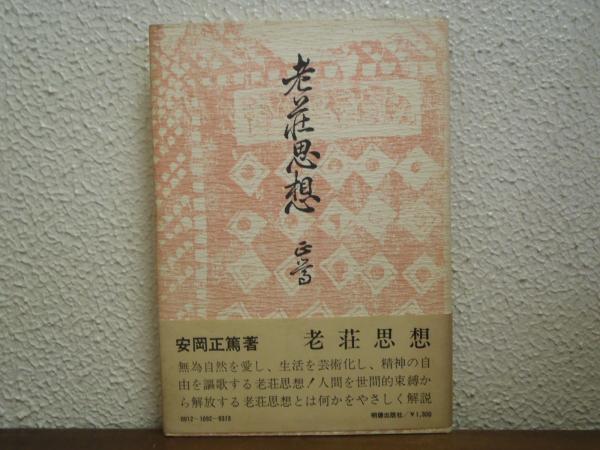 老荘思想
正篤
安岡正篤著 老荘思想
無為自然を愛し、生活を芸術化し、精神の自
由を謳歌する老荘思想！人間を世間的束縛か
ら解放する老荘思想とは何かをやさしく解説
0012-1002-8318 明徳出版社/￥1,300